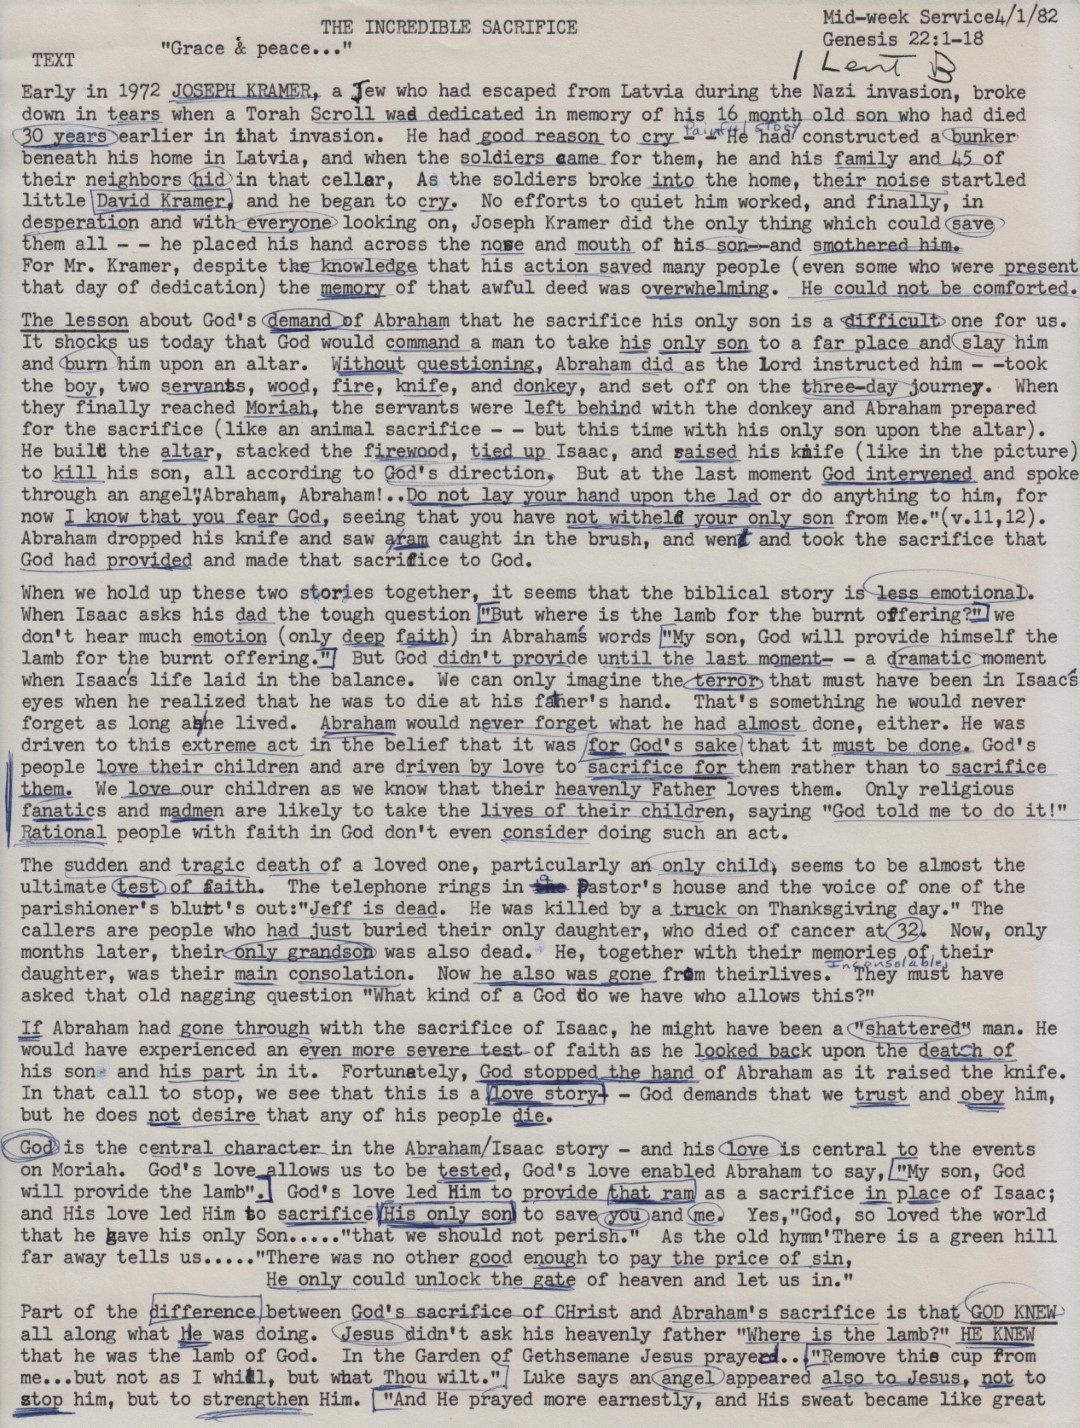 THE INCREDIBLE SACRIFICE
Mid-week Service4/1/82
Genesis 22:1-18
"Grace & peace..."
TEXT
1 Lent B
Early in 1972 JOSEPH KRAMER, a Jew who had escaped from Latvia during the Nazi invasion, broke
down in tears when a Torah Scroll was dedicated in memory of his 16 month old son who had died
30 years earlier in that invasion. He had good reason to cry - - He had constructed a bunker
Painful Story
beneath his home in Latvia, and when the soldiers came for them, he and his family and 45 of
their neighbors hid in that cellar, As the soldiers broke into the home, their noise startled
little David Kramer, and he began to cry. No efforts to quiet him worked, and finally, in
desperation and with everyone looking on, Joseph Kramer did the only thing which could save
them all - - he placed his hand across the nose and mouth of his son--and smothered him.
For Mr. Kramer, despite the knowledge that his action saved many people (even some who were present
that day of dedication) the memory of that awful deed was overwhelming. He could not be comforted.
The lesson about God's demand of Abraham that he sacrifice his only son is a difficult one for us.
It shocks us today that God would command a man to take his only son to a far place and slay him
and burn him upon an altar. Without questioning, Abraham did as the Lord instructed him - -took
the boy, two servants, wood, fire, knife, and donkey, and set off on the three-day journey. When
they finally reached Moriah, the servants were left behind with the donkey and Abraham prepared
for the sacrifice (like an animal sacrifice - - but this time with his only son upon the altar).
He built the altar, stacked the firewood, tied up Isaac, and raised his knife (like in the picture)
to kill his son, all according to God's direction. But at the last moment God intervened and spoke
through an angel","Abraham, Abraham!..Do not lay your hand upon the lad or do anything to him, for
now I know that you fear God, seeing that you have not witheld your only son from Me."(v.11,12).
Abraham dropped his knife and saw a ram caught in the brush, and went and took the sacrifice that
God had provided and made that sacrifice to God.
When we hold up these two stories together, it seems that the biblical story is less emotional.
When Isaac asks his dad the tough question "But where is the lamb for the burnt offering?" we
don't hear much emotion (only deep faith) in Abraham's words "My son, God will provide himself the
lamb for the burnt offering." But God didn't provide until the last moment- - a dramatic moment
when Isaac's life laid in the balance. We can only imagine the terror that must have been in Isaac's
eyes when he realized that he was to die at his father's hand. That's something he would never
forget as long as he lived. Abraham would never forget what he had almost done, either. He was
driven to this extreme act in the belief that it was for God's sake that it must be done. God's
people love their children and are driven by love to sacrifice for them rather than to sacrifice
them. We love our children as we know that their heavenly Father loves them. Only religious
fanatics and madmen are likely to take the lives of their children, saying "God told me to do it!"
Rational people with faith in God don't even consider doing such an act.
The sudden and tragic death of a loved one, particularly an only child, seems to be almost the
ultimate test of faith. The telephone rings in the Pastor's house and the voice of one of the
parishioner's blurt's out:"Jeff is dead. He was killed by a truck on Thanksgiving day." The
callers are people who had just buried their only daughter, who died of cancer at 32. Now, only
months later, their only grandson was also dead. He, together with their memories of their
daughter, was their main consolation. Now he also was gone from theirlives. They must have
Inconsolable,
asked that old nagging question "What kind of a God do we have who allows this?"
If Abraham had gone through with the sacrifice of Isaac, he might have been a "shattered" man. He
would have experienced an even more severe test of faith as he looked back upon the death of
his son and his part in it. Fortunately, God stopped the hand of Abraham as it raised the knife.
In that call to stop, we see that this is a love story- - God demands that we trust and obey him,
but he does not desire that any of his people die.
God is the central character in the Abraham/Isaac story - and his love is central to the events
on Moriah. God's love allows us to be tested, God's love enabled Abraham to say, "My son, God
will provide the lamb". God's love led Him to provide that ram as a sacrifice in place of Isaac;
and His love led Him to sacrifice His only son to save you and me. Yes,"God, so loved the world
that he gave his only Son....."that we should not perish." As the old hymn'There is a green hill
far away tells us....."There was no other good enough to pay the price of sin,
He only could unlock the gate of heaven and let us in."
Part of the difference between God's sacrifice of CHrist and Abraham's sacrifice is that GOD KNEW
all along what He was doing. Jesus didn't ask his heavenly father "Where is the lamb?" HE KNEW
that he was the lamb of God. In the Garden of Gethsemane Jesus prayed..."Remove this cup from
me...but not as I whill, but what Thou wilt." Luke says an angel appeared also to Jesus, not to
stop him, but to strengthen Him. "And He prayed more earnestly, and His sweat became like great